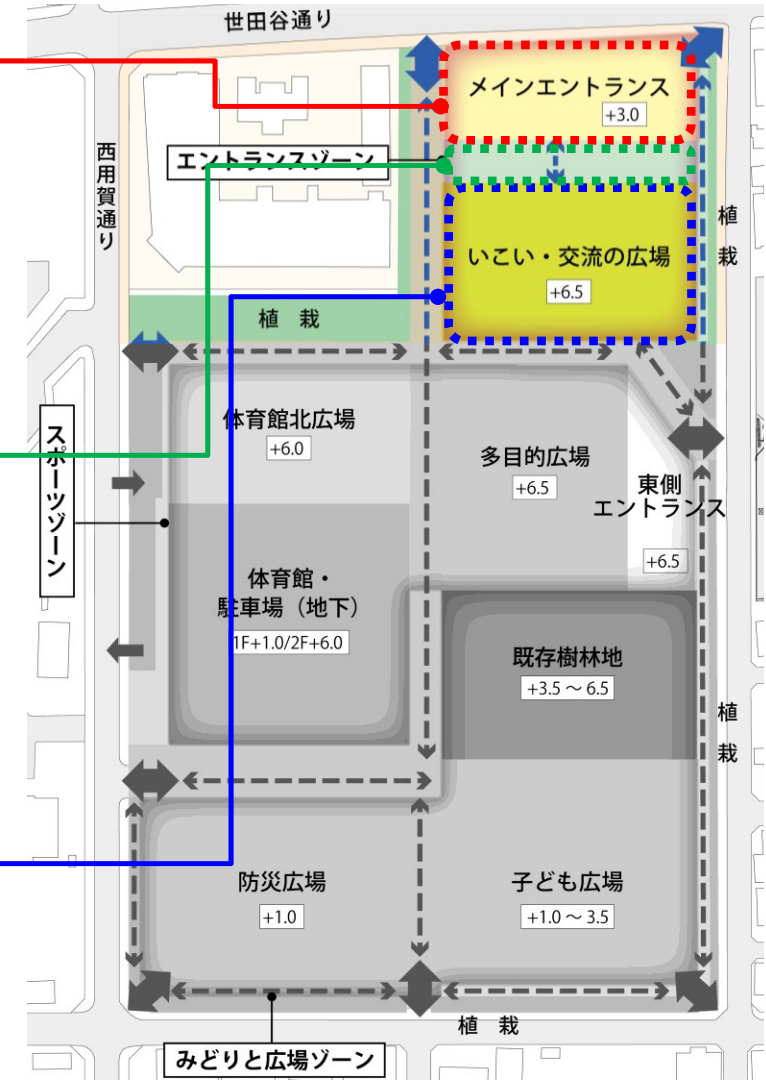 世田谷通り
メインエントランス
+3.0
エントランスゾーン
西用賀通り
植栽
いこい・交流の広場
+6.5
植 栽
体育館北広場
+6.0
多目的広場
+6.5
スポーツゾーン
東側
エントランス
+6.5
体育館・
駐車場（地下）
1F+1.0/2F+6.0
既存樹林地
+3.5～6.5
植栽
防災広場
+1.0
子ども広場
+1.0～3.5
植 栽
みどりと広場ゾーン